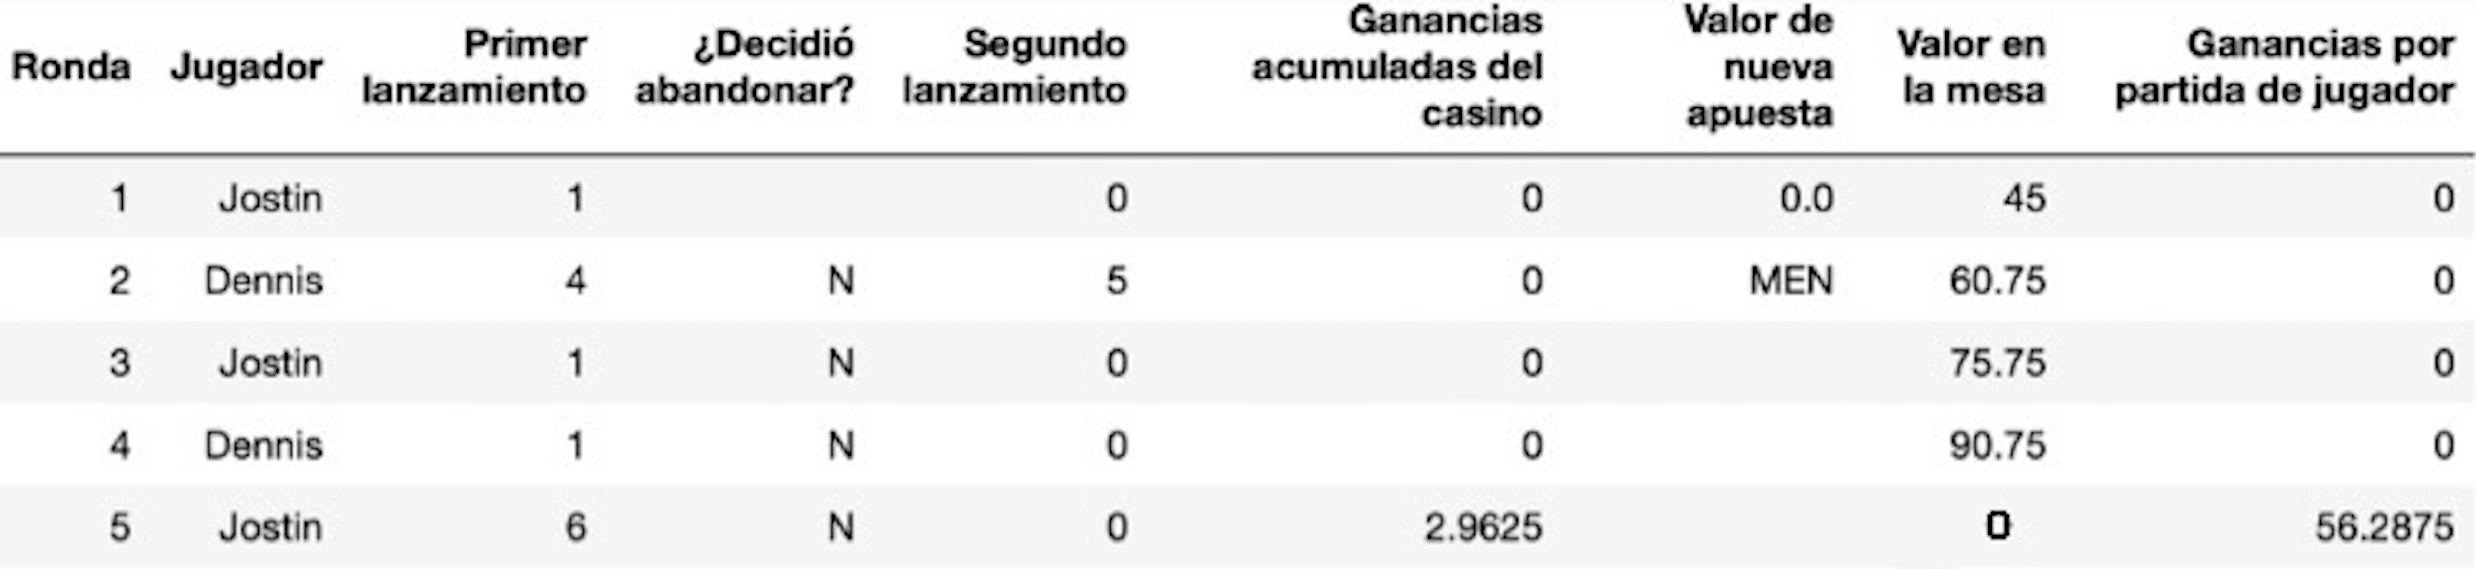 Ronda Jugador Primer lanzamiento ¿Decidió abandonar? Segundo lanzamiento Ganancias acumuladas del casino Valor de nueva apuesta Valor en la mesa Ganancias por partida de jugador
1 Jostin 1 0 0 0.0 45 0
2 Dennis 4 N 5 0 MEN 60.75 0
3 Jostin 1 N 0 0 75.75 0
4 Dennis 1 N 0 0 90.75 0
5 Jostin 6 N 0 2.9625 0 56.2875